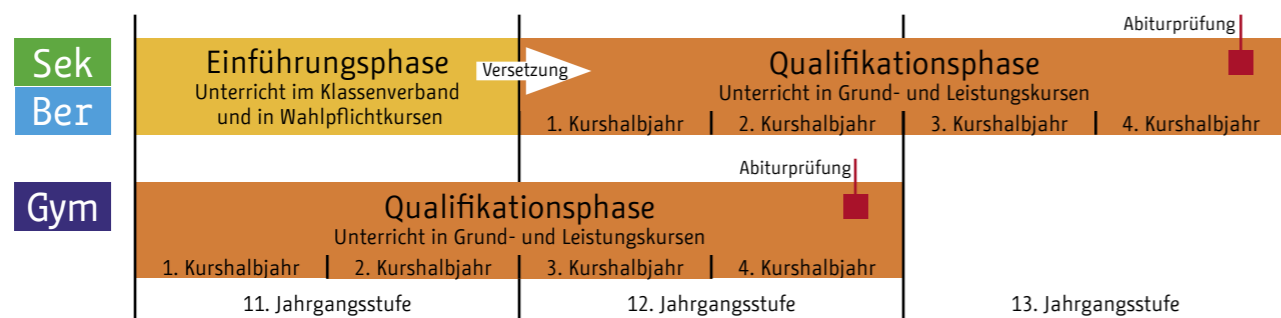 Abiturprüfung
Sek
Ber
Einführungsphase
Unterricht im Klassenverband
und in Wahlpflichtkursen
Versetzung
Qualifikationsphase
Unterricht in Grund- und Leistungskursen
1. Kurshalbjahr
2. Kurshalbjahr
3. Kurshalbjahr
4. Kurshalbjahr
Abiturprüfung
Gym
Qualifikationsphase
Unterricht in Grund- und Leistungskursen
1. Kurshalbjahr
2. Kurshalbjahr
3. Kurshalbjahr
4. Kurshalbjahr
11. Jahrgangsstufe
12. Jahrgangsstufe
13. Jahrgangsstufe